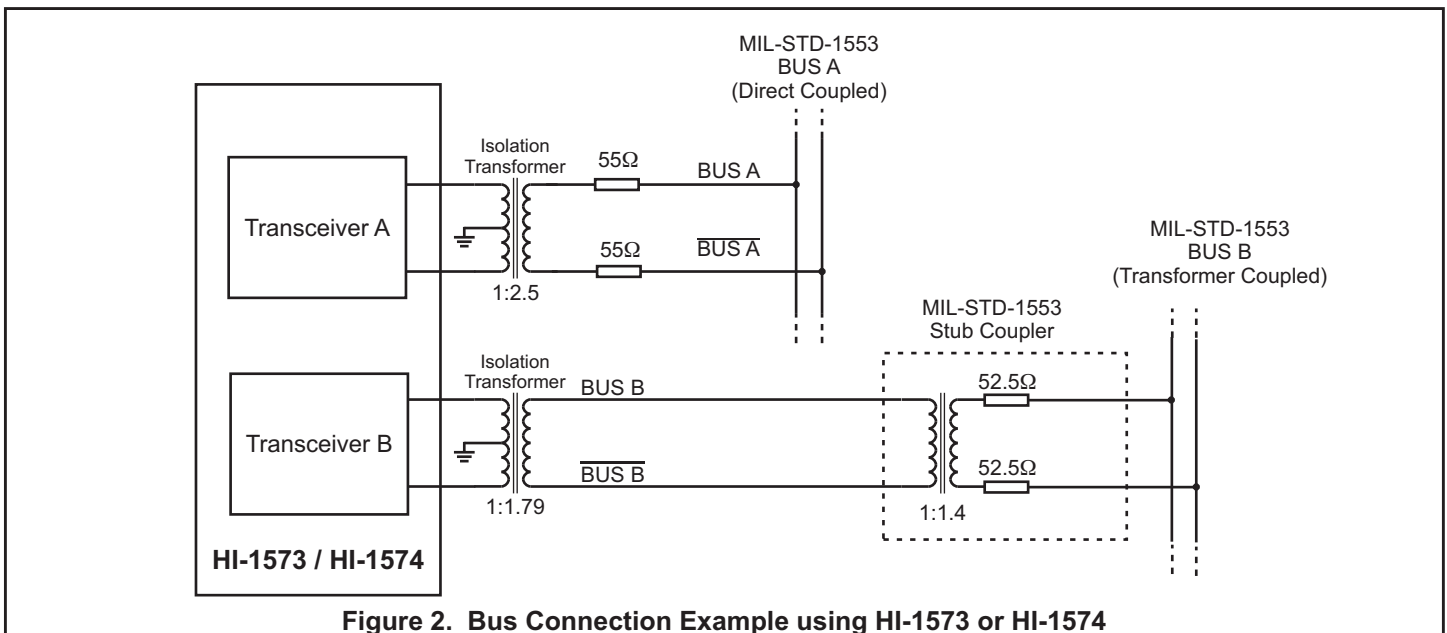 MIL-STD-1553
BUS A
(Direct Coupled)
Isolation
Transformer
55Ω
BUS A
Transceiver A
55Ω
BUS A
1:2.5
MIL-STD-1553
BUS B
(Transformer Coupled)
MIL-STD-1553
Stub Coupler
Isolation
Transformer
BUS B
52.5Ω
Transceiver B
BUS B
52.5Ω
1:1.79
1:1.4
HI-1573 / HI-1574
Figure 2. Bus Connection Example using HI-1573 or HI-1574